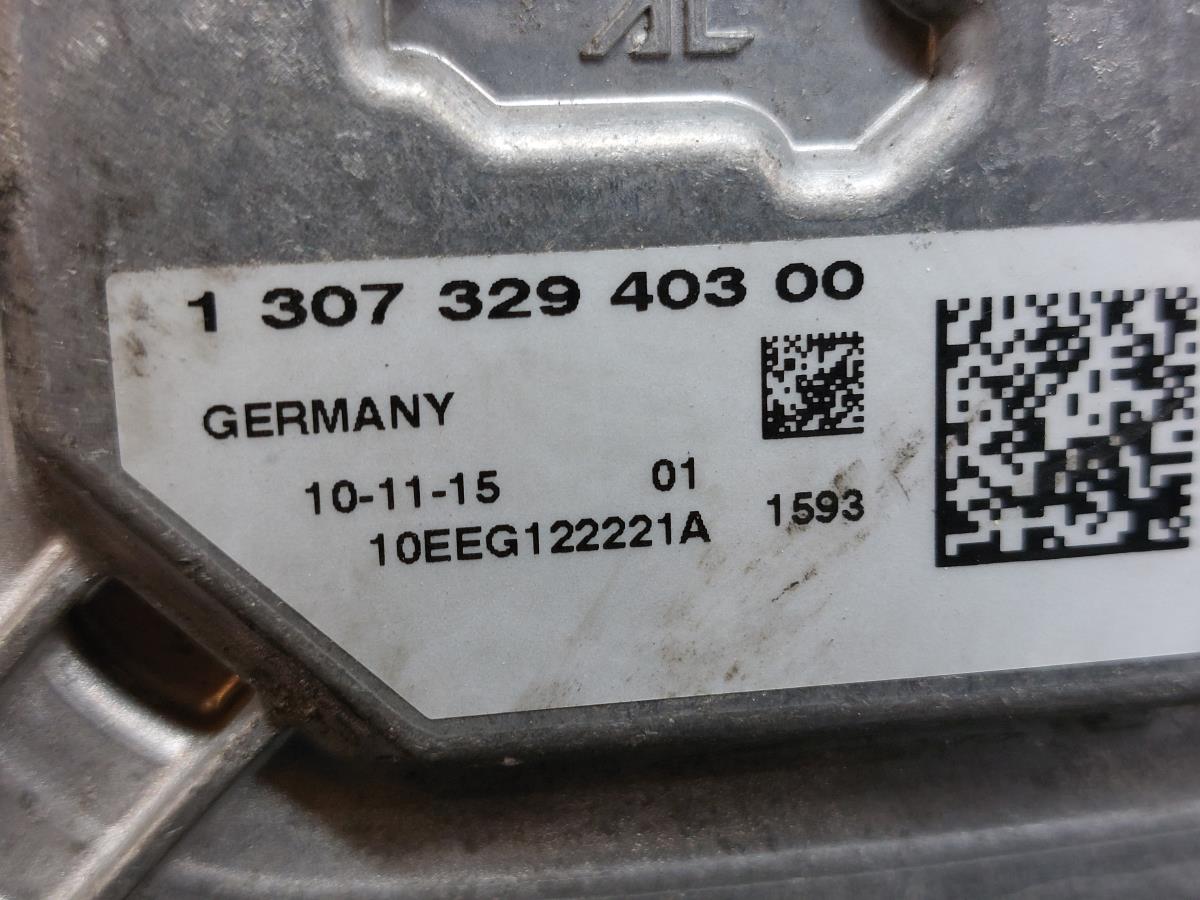 AL
1 307 329 403 00
GERMANY
10-11-15 01
10EEG122221A 1593